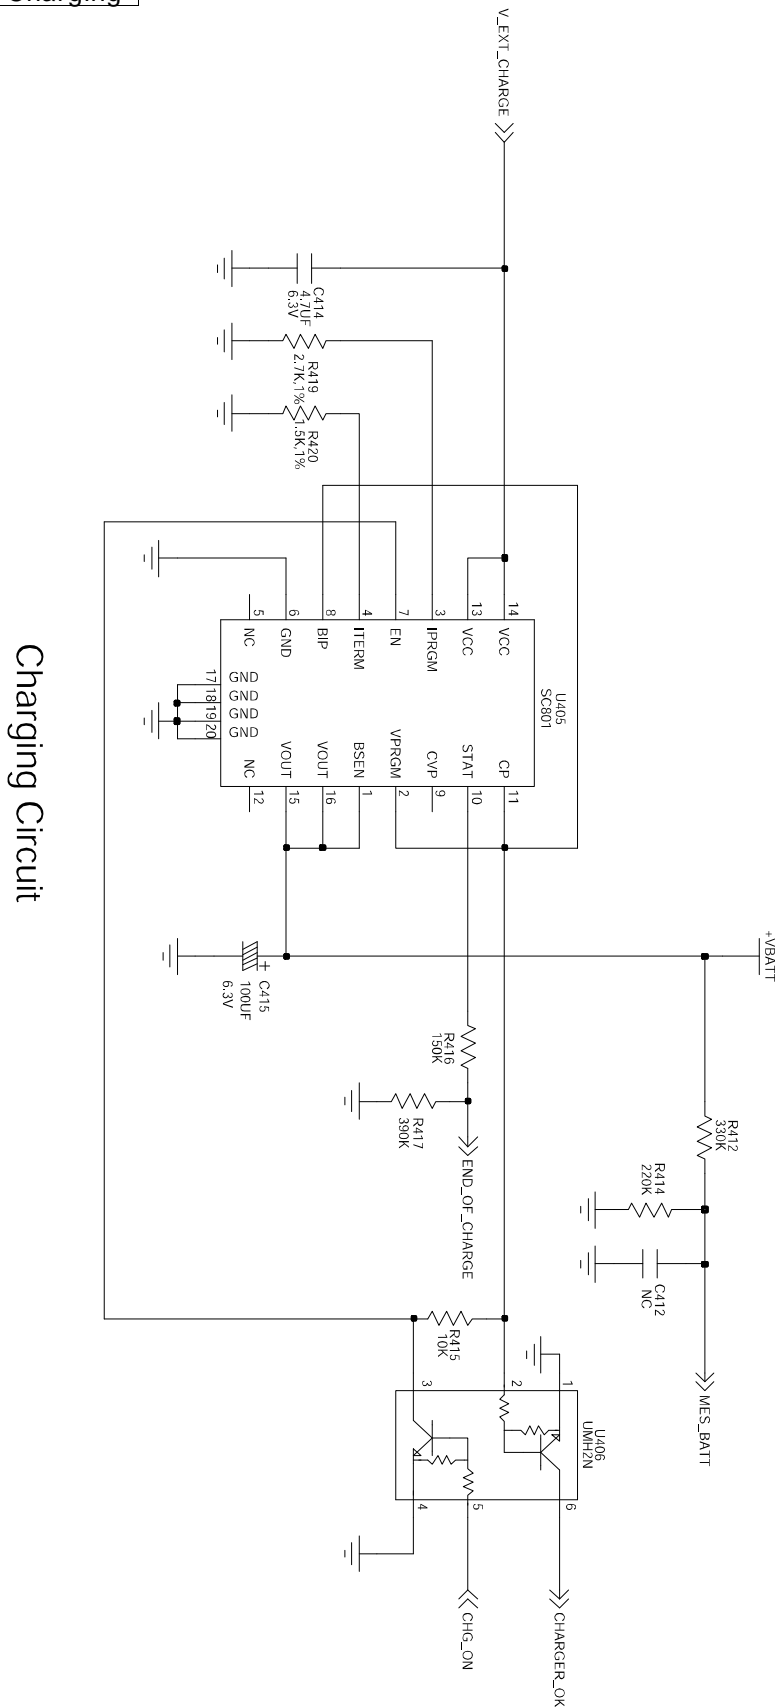 Charging
V_EXT_CHARGE
C414
4.7UF
6.3V
R419
2.7K,1%
R420
1.5K,1%
U405
SC801
14
VCC
13
VCC
3
IPRGM
7
EN
4
ITERM
8
BIP
6
GND
5
NC
17
GND
18
GND
19
GND
20
GND
CP
11
STAT
10
CVP
9
VPRGM
2
BSEN
1
VOUT
16
VOUT
15
NC
12
+VBATT
C415
100UF
6.3V
+
R416
150K
R417
390K
END_OF_CHARGE
R412
330K
R414
220K
C412
NC
MES_BATT
R415
10K
U406
UMH2N
1
2
3
4
5
6
CHARGER_OK
CHG_ON
Charging Circuit